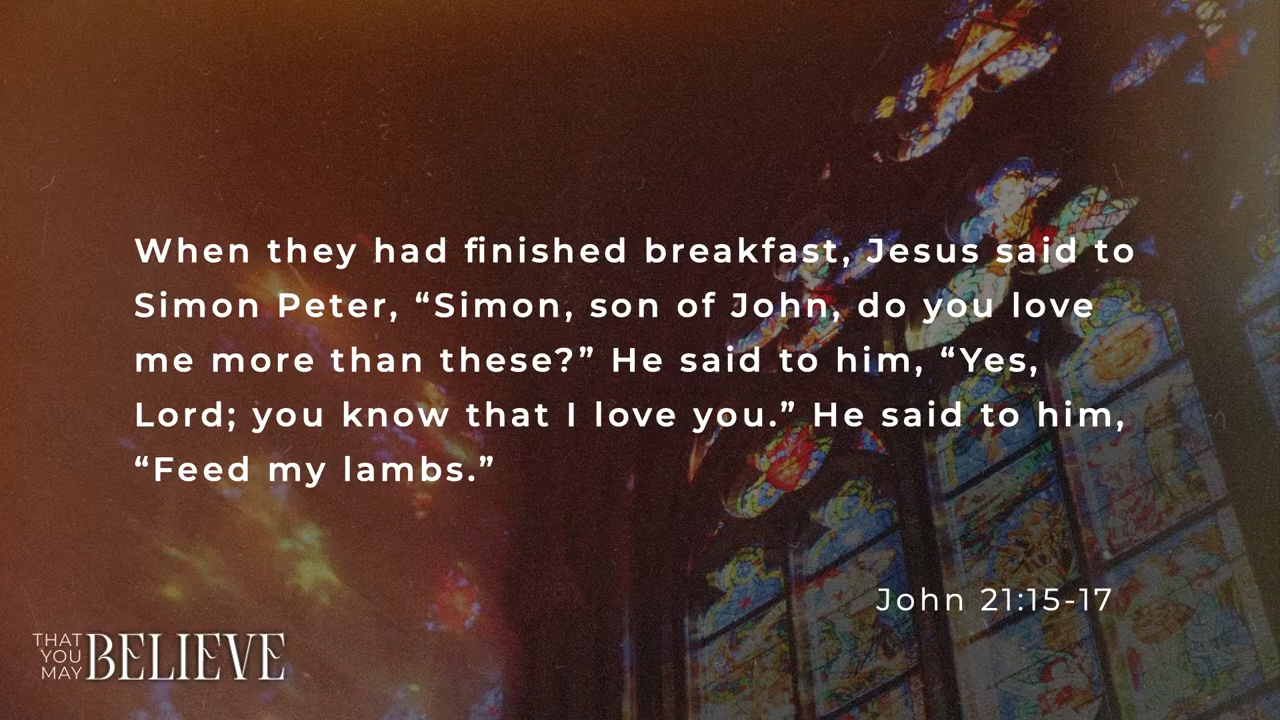 When they had finished breakfast, Jesus said to
Simon Peter, “Simon, son of John, do you love
me more than these?” He said to him, “Yes,
Lord; you know that I love you.” He said to him,
“Feed my lambs.”
John 21:15-17
THAT
YOU
MAY
BELIEVE